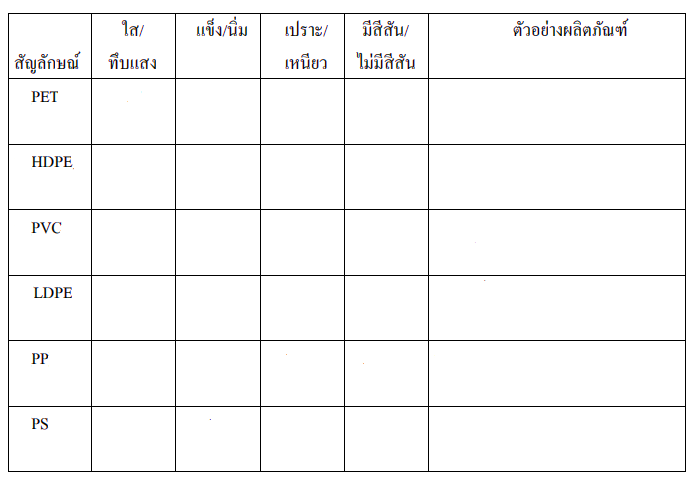 ใส/ แข็ง/นิ่ม เปราะ/ มีสีสัน/ ตัวอย่างผลิตภัณฑ์
สัญลักษณ์ ทึบแสง เหนียว ไม่มีสีสัน
PET
HDPE
PVC
LDPE
PP
PS